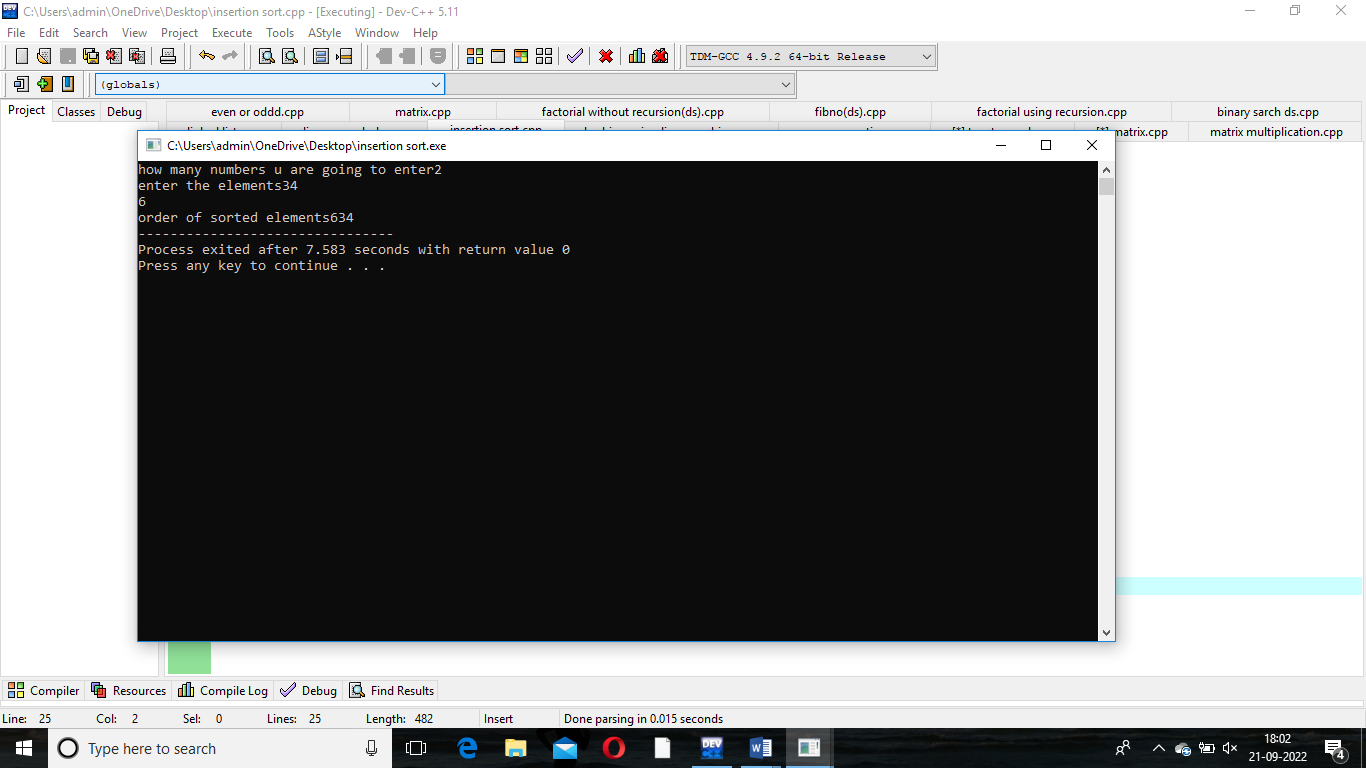 C:\Users\admin\OneDrive\Desktop\insertion sort.cpp - [Executing] - Dev-C++ 5.11
File Edit Search View Project Execute Tools AStyle Window Help
TDM-GCC 4.9.2 64-bit Release
(globals)
Project Classes Debug even or oddd.cpp matrix.cpp factorial without recursion(ds).cpp fibno(ds).cpp factorial using recursion.cpp binary sarch ds.cpp
insertion sort.cpp matrix.cpp matrix multiplication.cpp
C:\Users\admin\OneDrive\Desktop\insertion sort.exe
how many numbers u are going to enter2
enter the elements34
6
order of sorted elements634
--------------------------------
Process exited after 7.583 seconds with return value 0
Press any key to continue . . .
Compiler Resources Compile Log Debug Find Results
Line: 25 Col: 2 Sel: 0 Lines: 25 Length: 482 Insert Done parsing in 0.015 seconds
Type here to search
DEV
18:02
21-09-2022
4